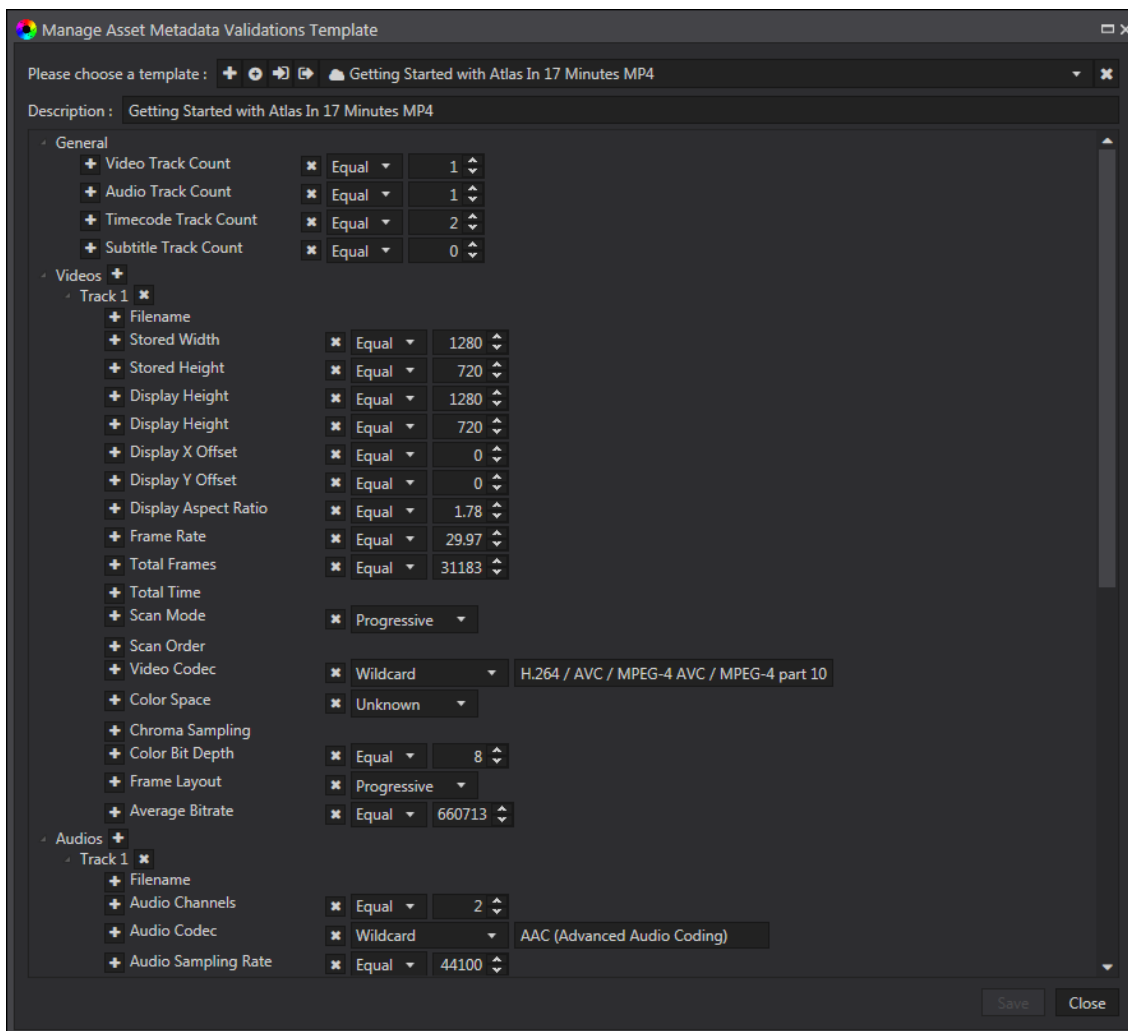 Manage Asset Metadata Validations Template
Please choose a template : Getting Started with Atlas In 17 Minutes MP4
Description : Getting Started with Atlas In 17 Minutes MP4
General
Video Track Count Equal 1
Audio Track Count Equal 1
Timecode Track Count Equal 2
Subtitle Track Count Equal 0
Videos
Track 1
Filename
Stored Width Equal 1280
Stored Height Equal 720
Display Height Equal 1280
Display Height Equal 720
Display X Offset Equal 0
Display Y Offset Equal 0
Display Aspect Ratio Equal 1.78
Frame Rate Equal 29.97
Total Frames Equal 31183
Total Time
Scan Mode Progressive
Scan Order
Video Codec Wildcard H.264 / AVC / MPEG-4 AVC / MPEG-4 part 10
Color Space Unknown
Chroma Sampling
Color Bit Depth Equal 8
Frame Layout Progressive
Average Bitrate Equal 660713
Audios
Track 1
Filename
Audio Channels Equal 2
Audio Codec Wildcard AAC (Advanced Audio Coding)
Audio Sampling Rate Equal 44100
Save Close